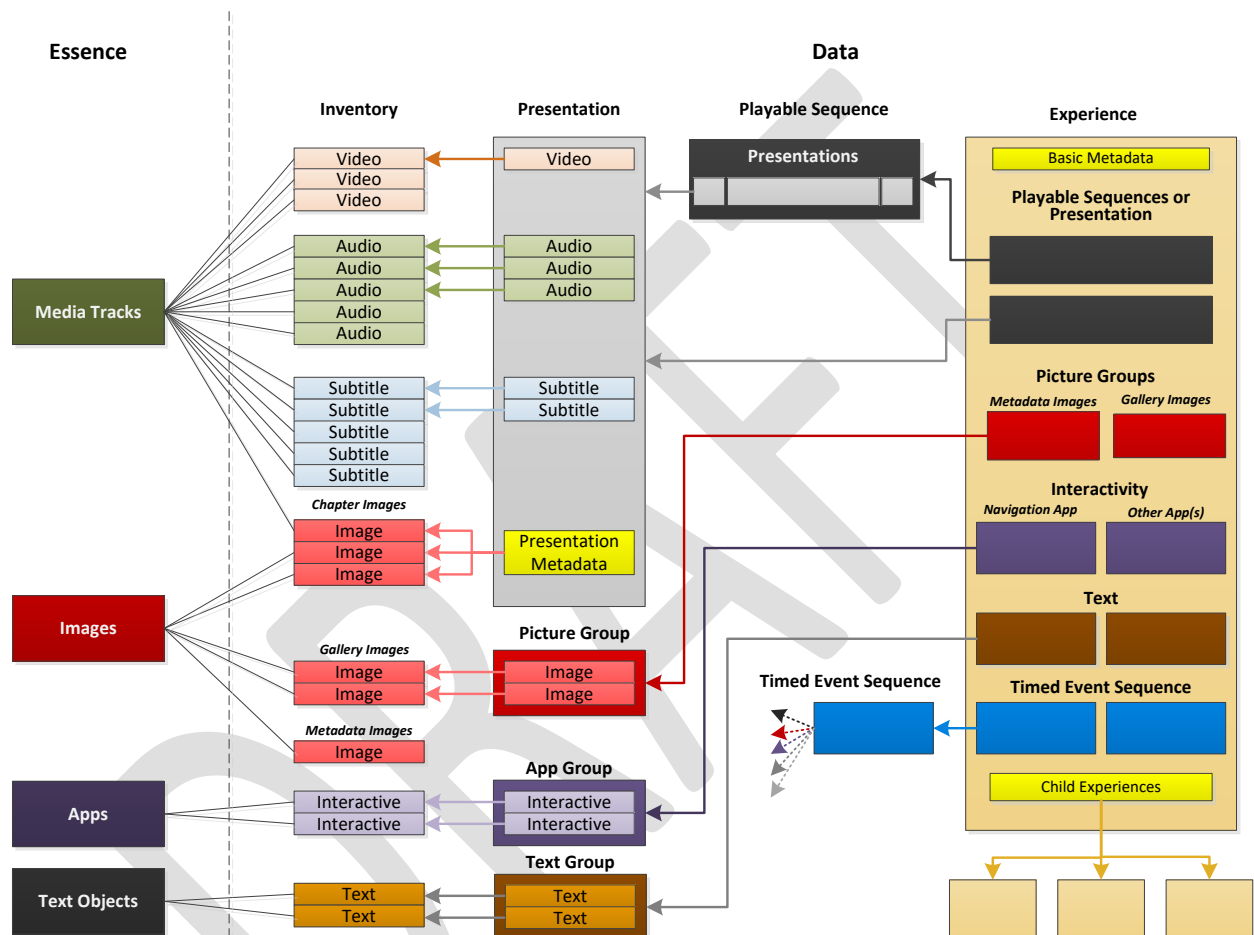 Essence
Data
Inventory
Presentation
Playable Sequence
Experience
Video
Video
Video
Audio
Audio
Audio
Audio
Audio
Subtitle
Subtitle
Subtitle
Subtitle
Subtitle
Chapter Images
Image
Image
Image
Gallery Images
Image
Image
Metadata Images
Image
Interactive
Interactive
Text
Text
Media Tracks
Images
Apps
Text Objects
Video
Audio
Audio
Audio
Subtitle
Subtitle
Presentation
Metadata
Picture Group
Image
Image
App Group
Interactive
Interactive
Text Group
Text
Text
Presentations
Timed Event Sequence
Basic Metadata
Playable Sequences or
Presentation
Picture Groups
Metadata Images
Gallery Images
Interactivity
Navigation App
Other App(s)
Text
Timed Event Sequence
Child Experiences
DRAFT